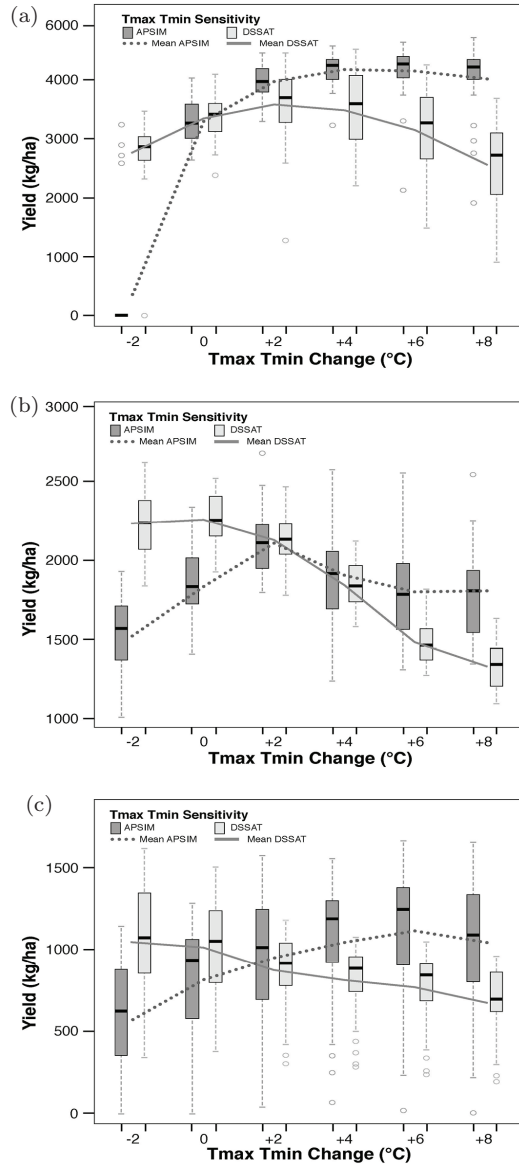 (a)
Tmax Tmin Sensitivity
APSIM DSSAT
Mean APSIM Mean DSSAT
6000
4000
3000
2000
1000
0
Yield (kg/ha)
-2 0 +2 +4 +6 +8
Tmax Tmin Change (°C)
(b)
Tmax Tmin Sensitivity
APSIM DSSAT
Mean APSIM Mean DSSAT
3000
2500
2000
1500
1000
Yield (kg/ha)
-2 0 +2 +4 +6 +8
Tmax Tmin Change (°C)
(c)
Tmax Tmin Sensitivity
APSIM DSSAT
Mean APSIM Mean DSSAT
1500
1000
500
0
Yield (kg/ha)
-2 0 +2 +4 +6 +8
Tmax Tmin Change (°C)